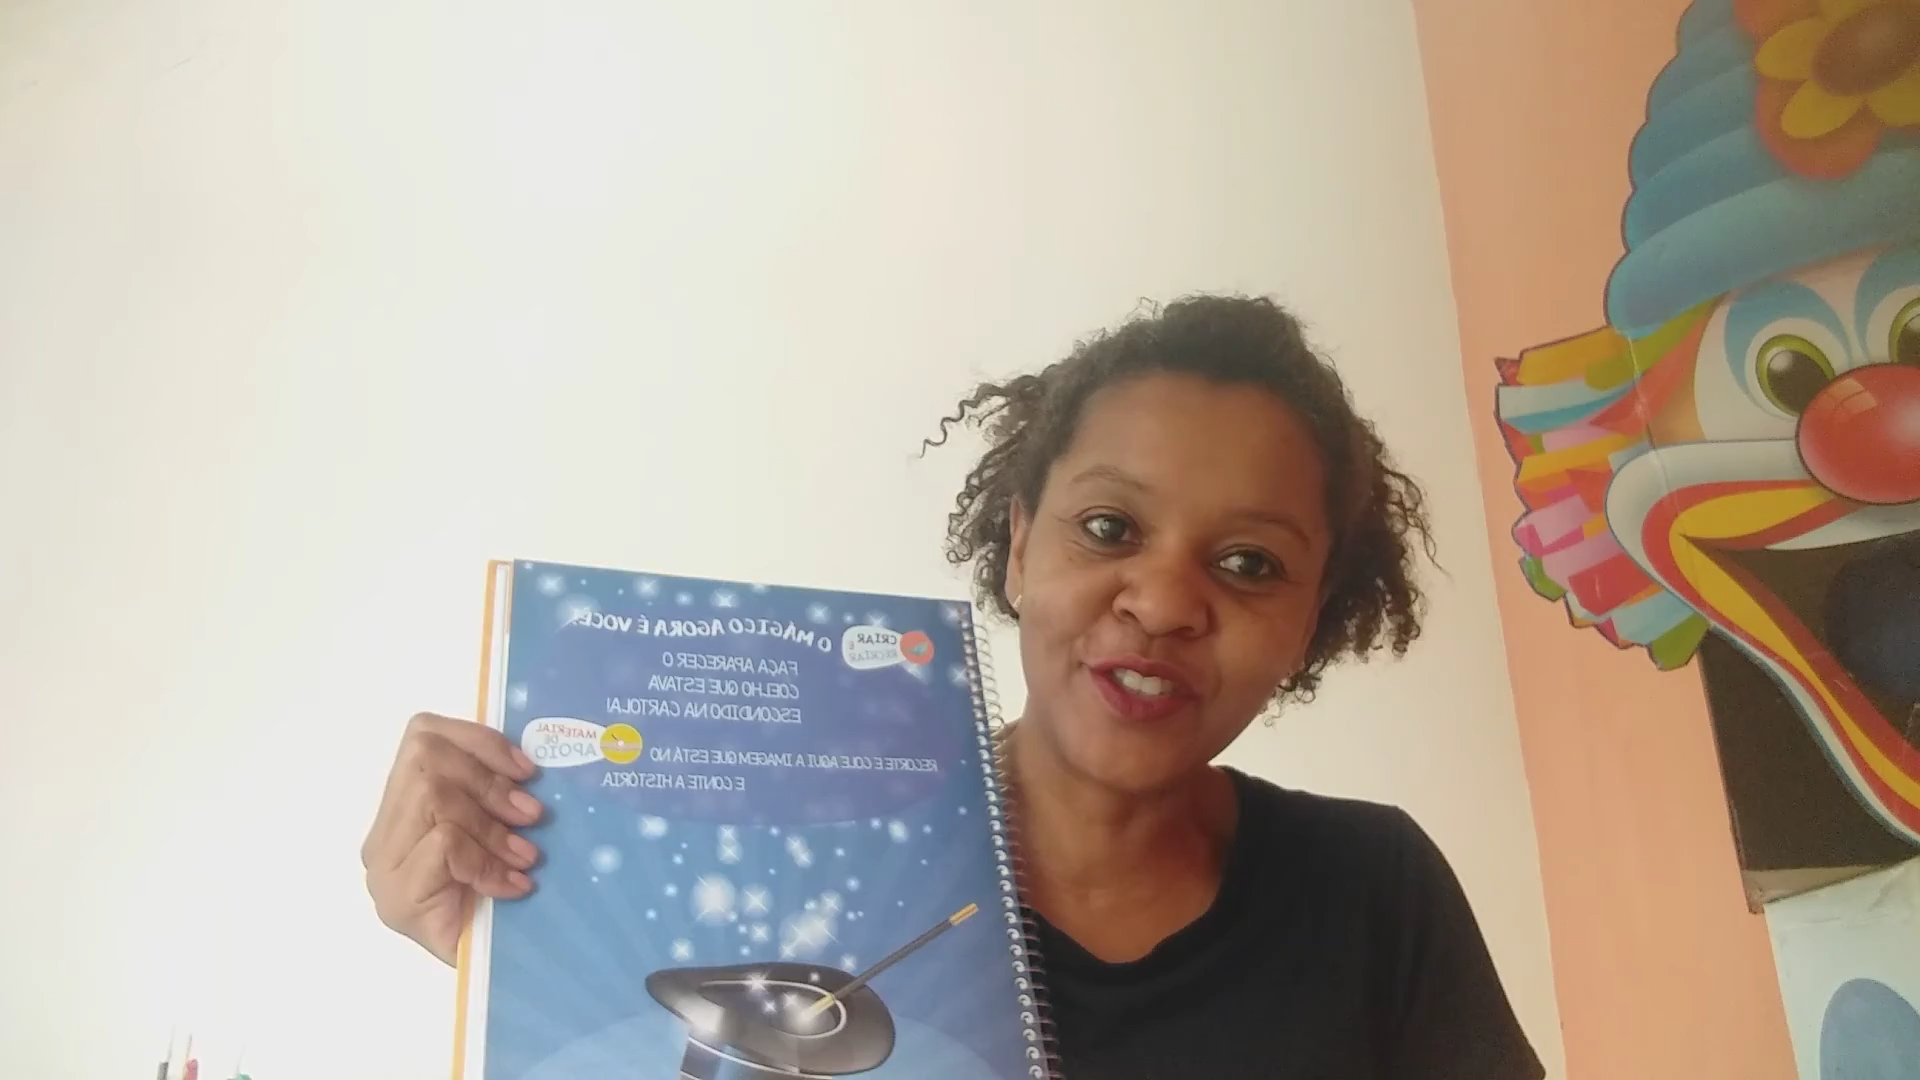 O MÁGICO AGORA É VOCÊ!
CRIAR
E
RECRIAR
FAÇA APARECER O
COELHO QUE ESTAVA
ESCONDIDO NA CARTOLA!
MATERIAL
DE
APOIO
RECORTE E COLE AQUI A IMAGEM QUE ESTÁ NO
E CONTE A HISTÓRIA.